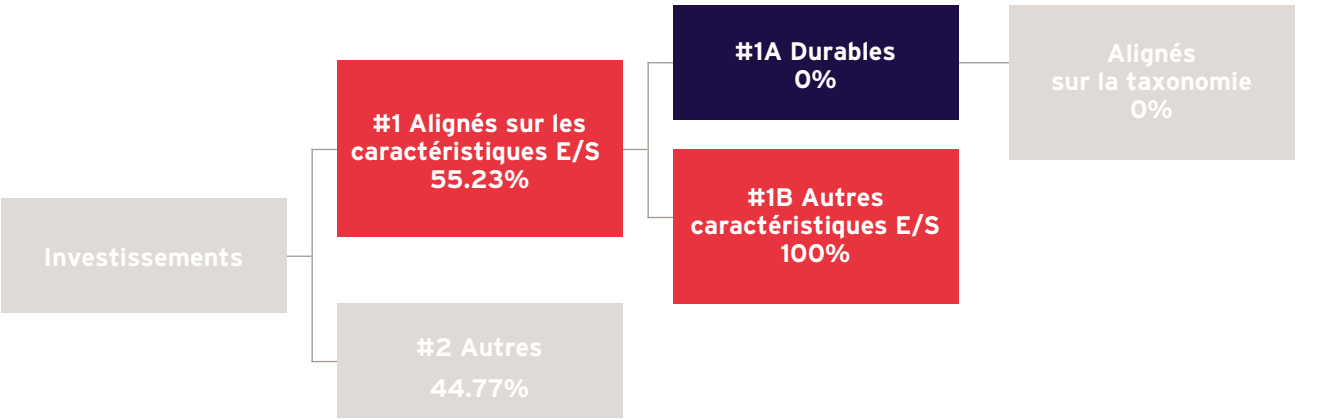 Investissements
#1 Alignés sur les
caractéristiques E/S
55.23%
#2 Autres
44.77%
#1A Durables
0%
#1B Autres
caractéristiques E/S
100%
Alignés
sur la taxonomie
0%